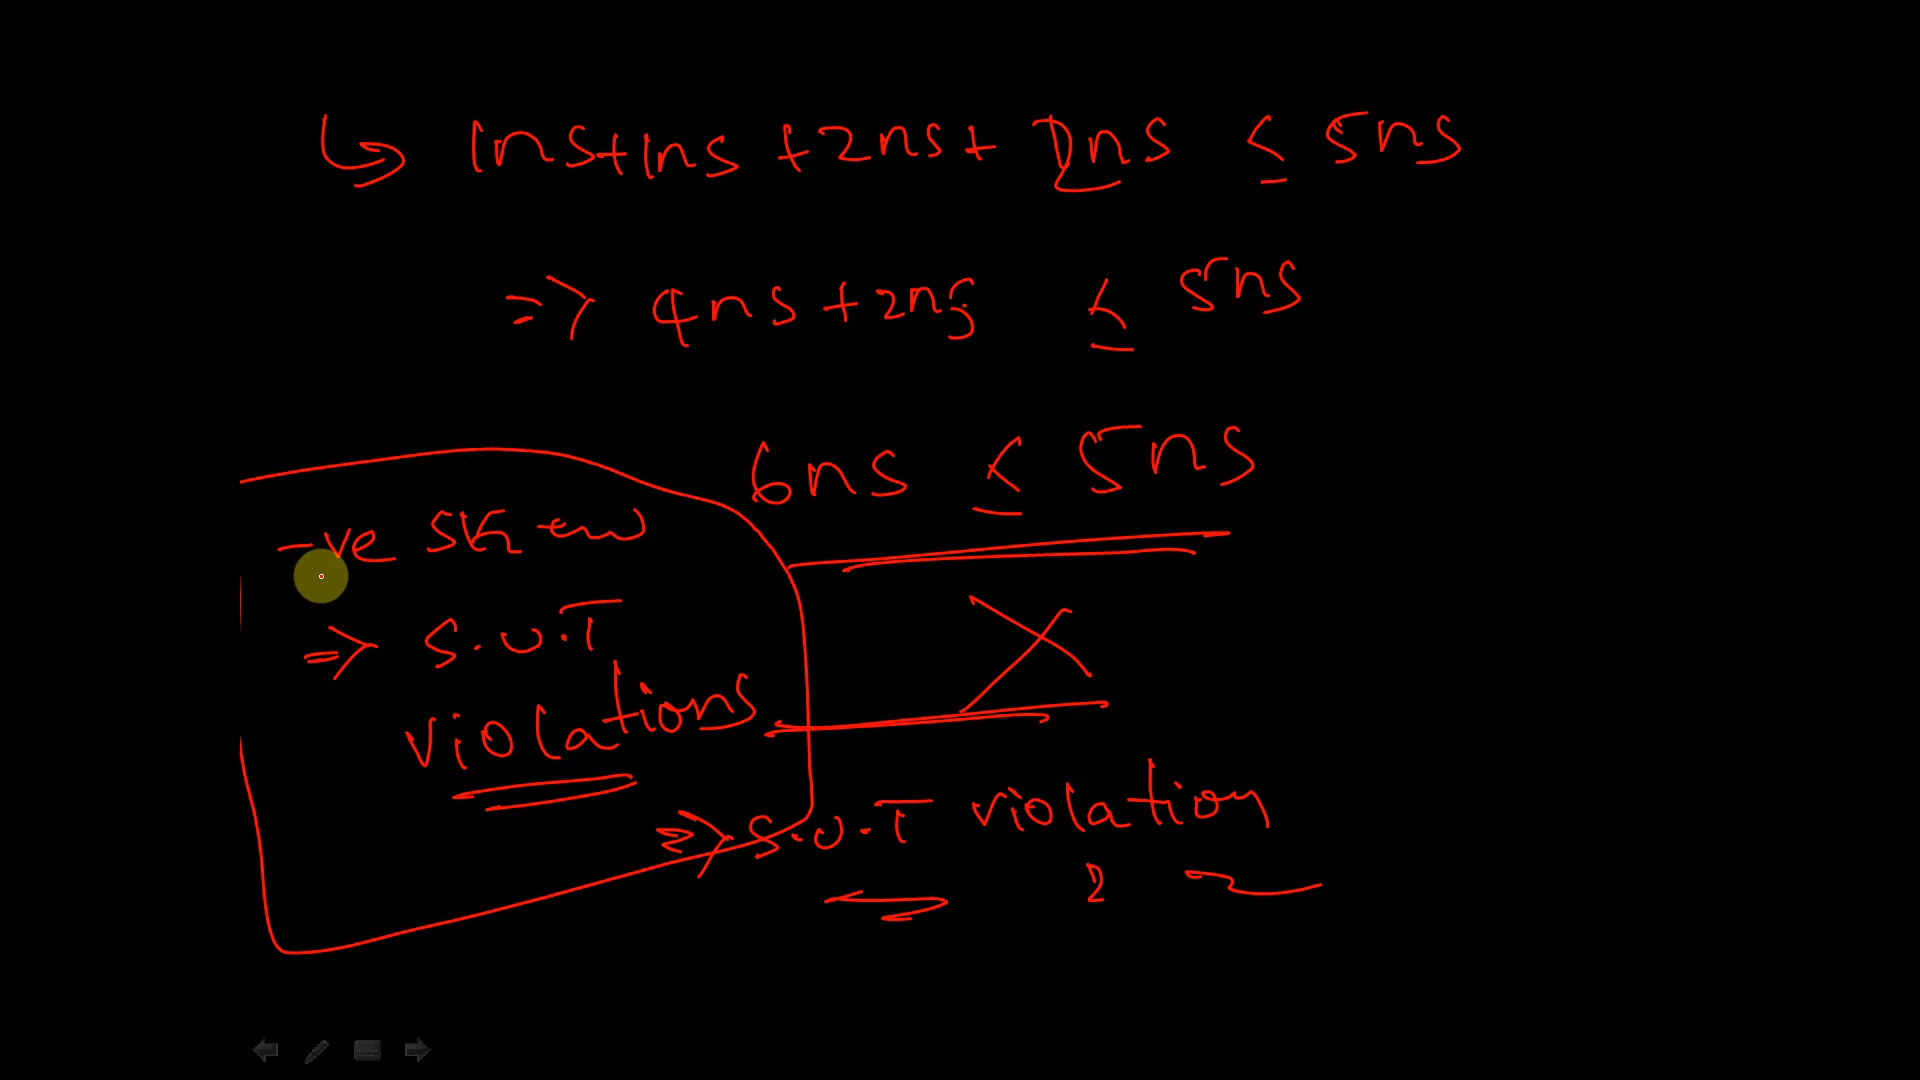 ↳ 1ns+1ns +2ns+ 2ns ≤ 5ns
=> 4ns +2ns ≤ 5ns
6ns ≤ 5ns
-ve skew
=> s.u.T
violations
=> s.u.T violation